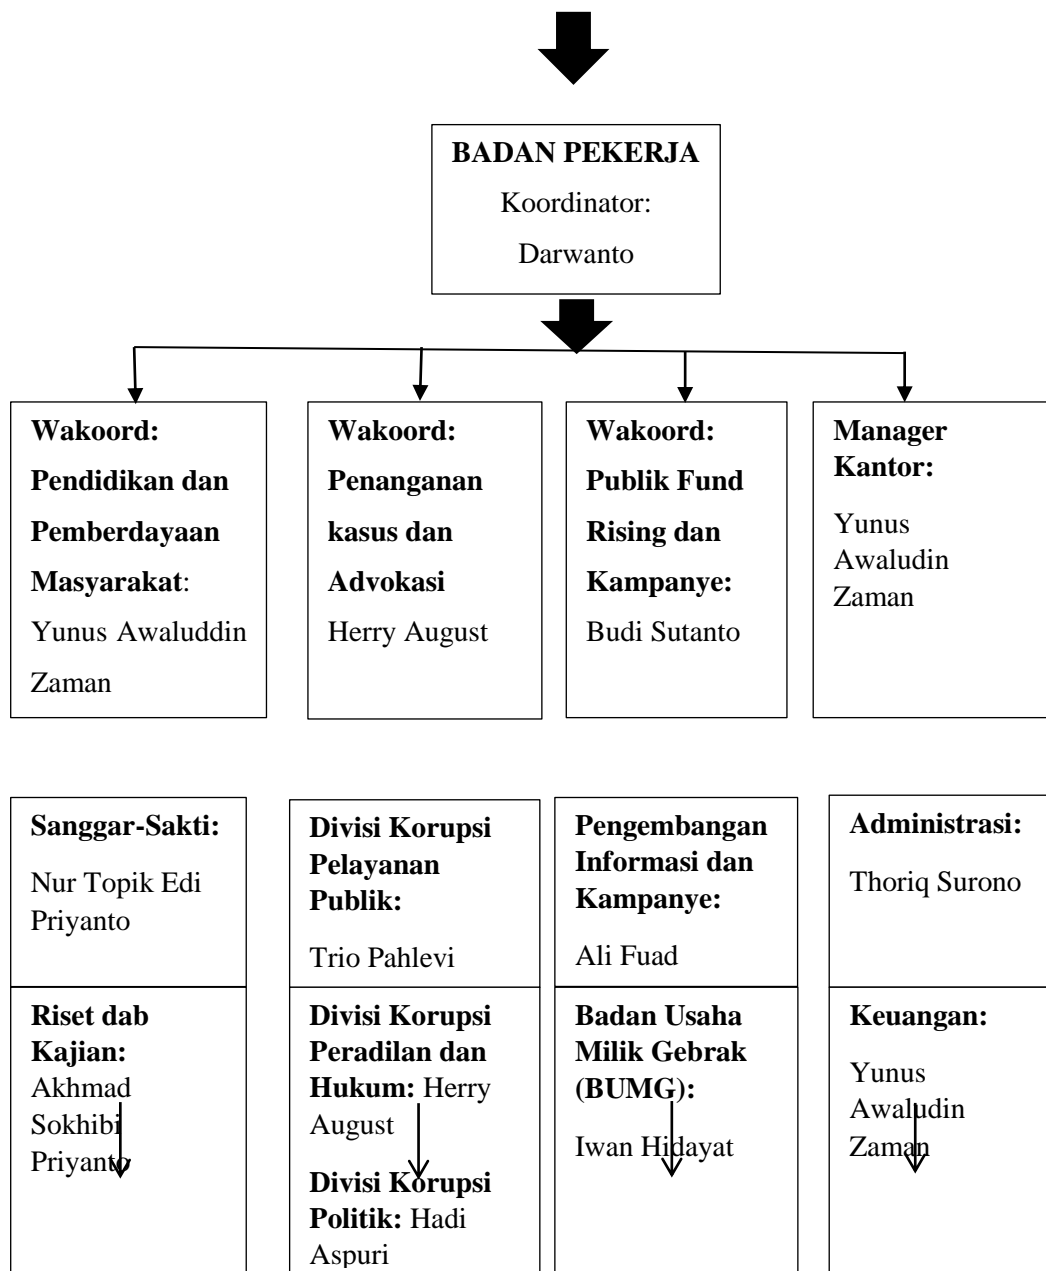 BADAN PEKERJA
Koordinator:
Darwanto
Wakoord:
Pendidikan dan
Pemberdayaan
Masyarakat:
Yunus Awaluddin
Zaman
Wakoord:
Penanganan
kasus dan
Advokasi
Herry August
Wakoord:
Publik Fund
Rising dan
Kampanye:
Budi Sutanto
Manager
Kantor:
Yunus
Awaludin
Zaman
Sanggar-Sakti:
Nur Topik Edi
Priyanto
Divisi Korupsi
Pelayanan
Publik:
Trio Pahlevi
Pengembangan
Informasi dan
Kampanye:
Ali Fuad
Administrasi:
Thoriq Surono
Riset dab
Kajian:
Akhmad
Sokhibi
Priyanto
Divisi Korupsi
Peradilan dan
Hukum: Herry
August
Divisi Korupsi
Politik: Hadi
Aspuri
Badan Usaha
Milik Gebrak
(BUMG):
Iwan Hidayat
Keuangan:
Yunus
Awaludin
Zaman